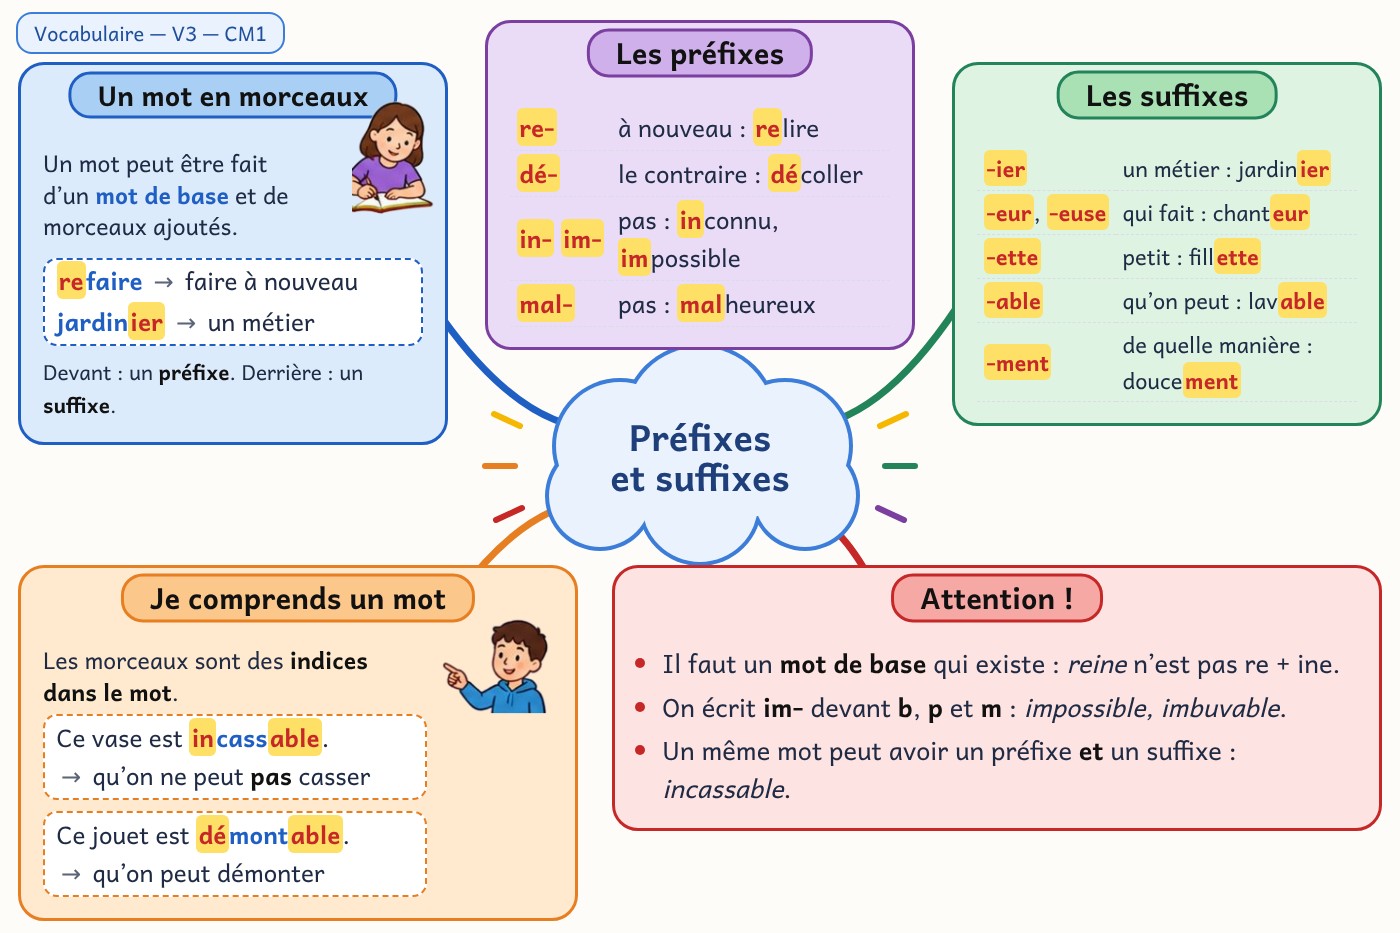 Vocabulaire — V3 — CM1
Un mot en morceaux
Un mot peut être fait
d’un mot de base et de
morceaux ajoutés.
refaire → faire à nouveau
jardinier → un métier
Devant : un préfixe. Derrière : un
suffixe.
Les préfixes
re- à nouveau : relire
dé- le contraire : décoller
in- im- pas : inconnu,
impossible
mal- pas : malheureux
Les suffixes
-ier un métier : jardinier
-eur, -euse qui fait : chanteur
-ette petit : fillette
-able qu’on peut : lavable
-ment de quelle manière :
doucement
Préfixes
et suffixes
Je comprends un mot
Les morceaux sont des indices
dans le mot.
Ce vase est incassable.
→ qu’on ne peut pas casser
Ce jouet est démontable.
→ qu’on peut démonter
Attention !
• Il faut un mot de base qui existe : reine n’est pas re + ine.
• On écrit im- devant b, p et m : impossible, imbuvable.
• Un même mot peut avoir un préfixe et un suffixe :
incassable.